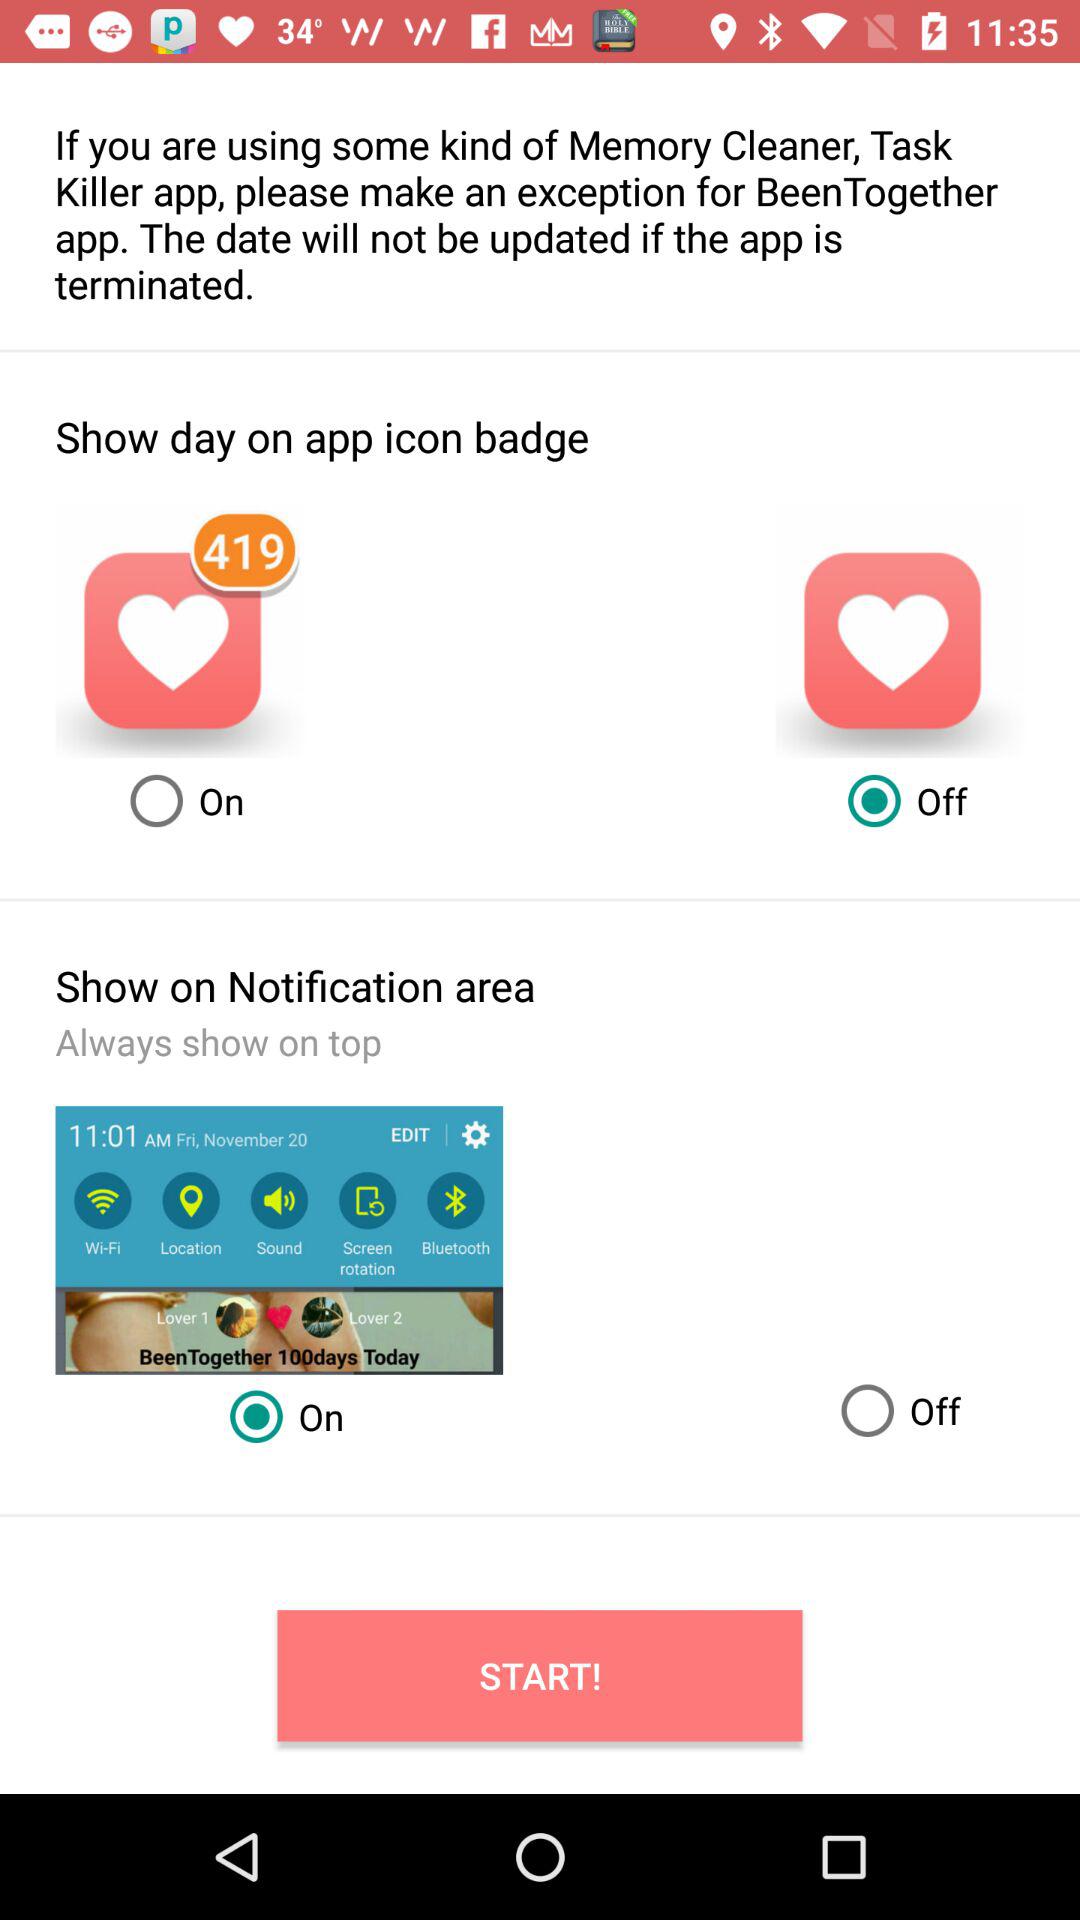 34° 11:35
If you are using some kind of Memory Cleaner, Task
Killer app, please make an exception for BeenTogether
app. The date will not be updated if the app is
terminated.
Show day on app icon badge
419
On Off
Show on Notification area
Always show on top
11:01 AM Fri, November 20 EDIT
Wi-Fi Location Sound Screen rotation Bluetooth
Lover 1 Lover 2
BeenTogether 100days Today
On Off
START!